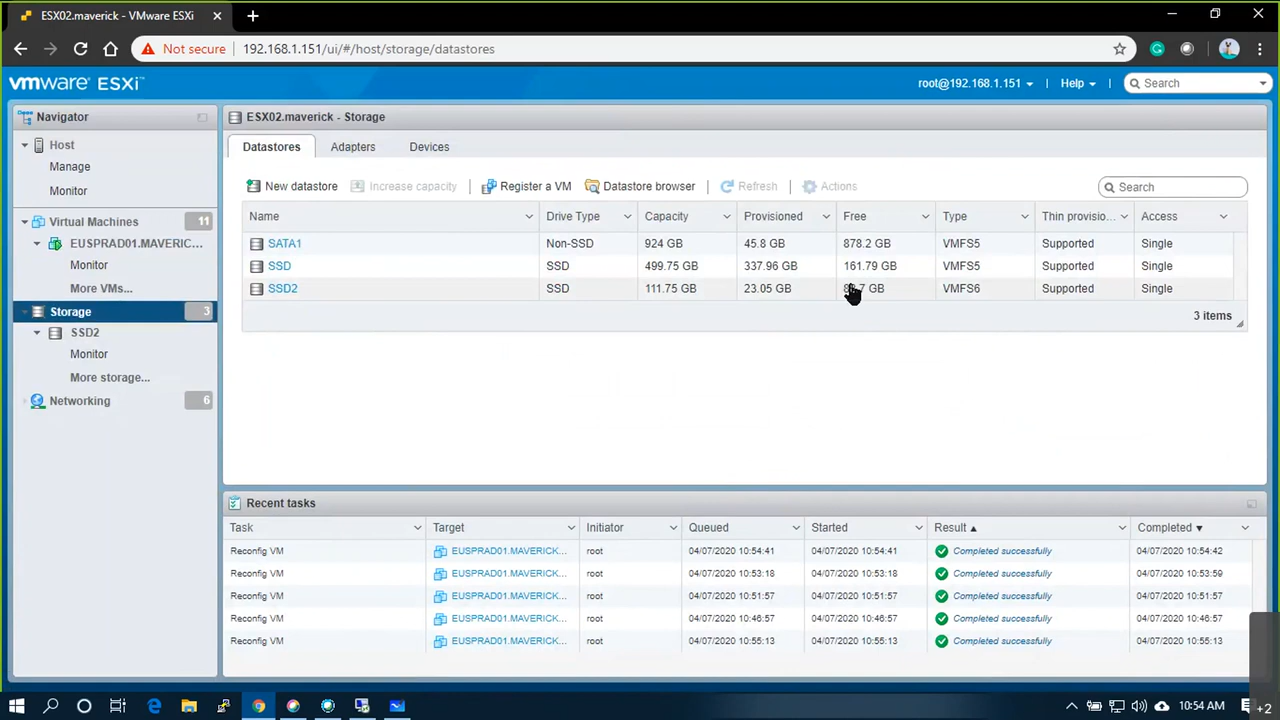 ESX02.maverick - VMware ESXi
Not secure 192.168.1.151/ui/#/host/storage/datastores
vmware ESXi™
root@192.168.1.151 Help Search
Navigator
Host
Manage
Monitor
Virtual Machines 11
EUSPRAD01.MAVERIC...
Monitor
More VMs...
Storage 3
SSD2
Monitor
More storage...
Networking 6
ESX02.maverick - Storage
Datastores Adapters Devices
New datastore Increase capacity Register a VM Datastore browser Refresh Actions Search
Name Drive Type Capacity Provisioned Free Type Thin provisio... Access
SATA1 Non-SSD 924 GB 45.8 GB 878.2 GB VMFS5 Supported Single
SSD SSD 499.75 GB 337.96 GB 161.79 GB VMFS5 Supported Single
SSD2 SSD 111.75 GB 23.05 GB GB VMFS6 Supported Single
3 items
Recent tasks
Task Target Initiator Queued Started Result Completed
Reconfig VM EUSPRAD01.MAVERICK... root 04/07/2020 10:54:41 04/07/2020 10:54:41 Completed successfully 04/07/2020 10:54:42
Reconfig VM EUSPRAD01.MAVERICK... root 04/07/2020 10:53:18 04/07/2020 10:53:18 Completed successfully 04/07/2020 10:53:59
Reconfig VM EUSPRAD01.MAVERICK... root 04/07/2020 10:51:57 04/07/2020 10:51:57 Completed successfully 04/07/2020 10:51:57
Reconfig VM EUSPRAD01.MAVERICK... root 04/07/2020 10:46:57 04/07/2020 10:46:57 Completed successfully 04/07/2020 10:46:57
Reconfig VM EUSPRAD01.MAVERICK... root 04/07/2020 10:55:13 04/07/2020 10:55:13 Completed successfully 04/07/2020 10:55:13
10:54 AM +2